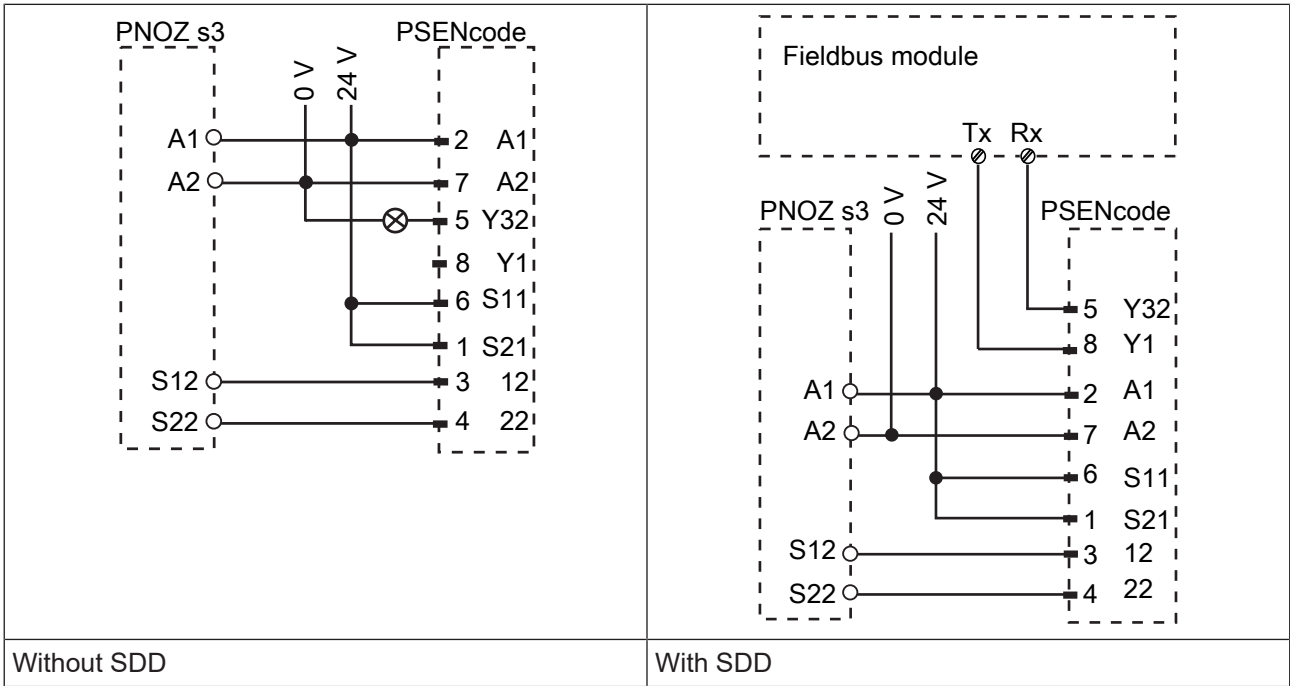 PNOZ s3
PSENcode
0 V
24 V
A1
2 A1
A2
7 A2
5 Y32
8 Y1
6 S11
1 S21
S12
3 12
S22
4 22
Without SDD
Fieldbus module
Tx Rx
PNOZ s3
0 V
24 V
PSENcode
5 Y32
8 Y1
A1
2 A1
A2
7 A2
6 S11
1 S21
S12
3 12
S22
4 22
With SDD